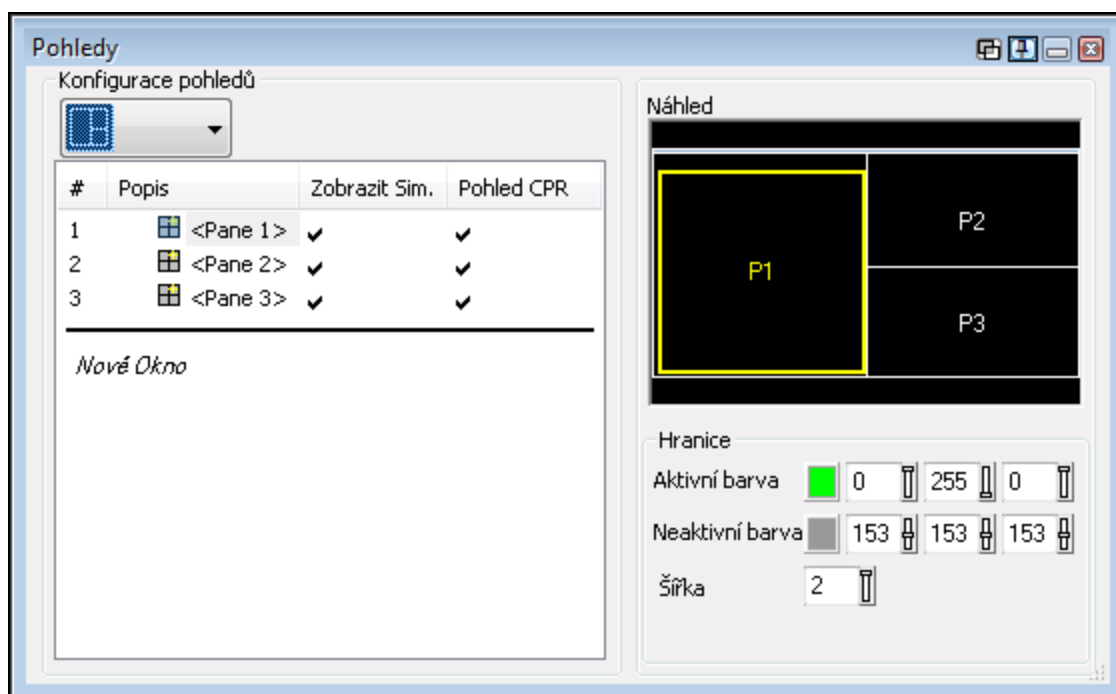 Pohledy
Konfigurace pohledů
# Popis Zobrazit Sim. Pohled CPR
1 <Pane 1>
2 <Pane 2>
3 <Pane 3>
Nové Okno
Náhled
P1
P2
P3
Hranice
Aktivní barva 0 255 0
Neaktivní barva 153 153 153
Šířka 2